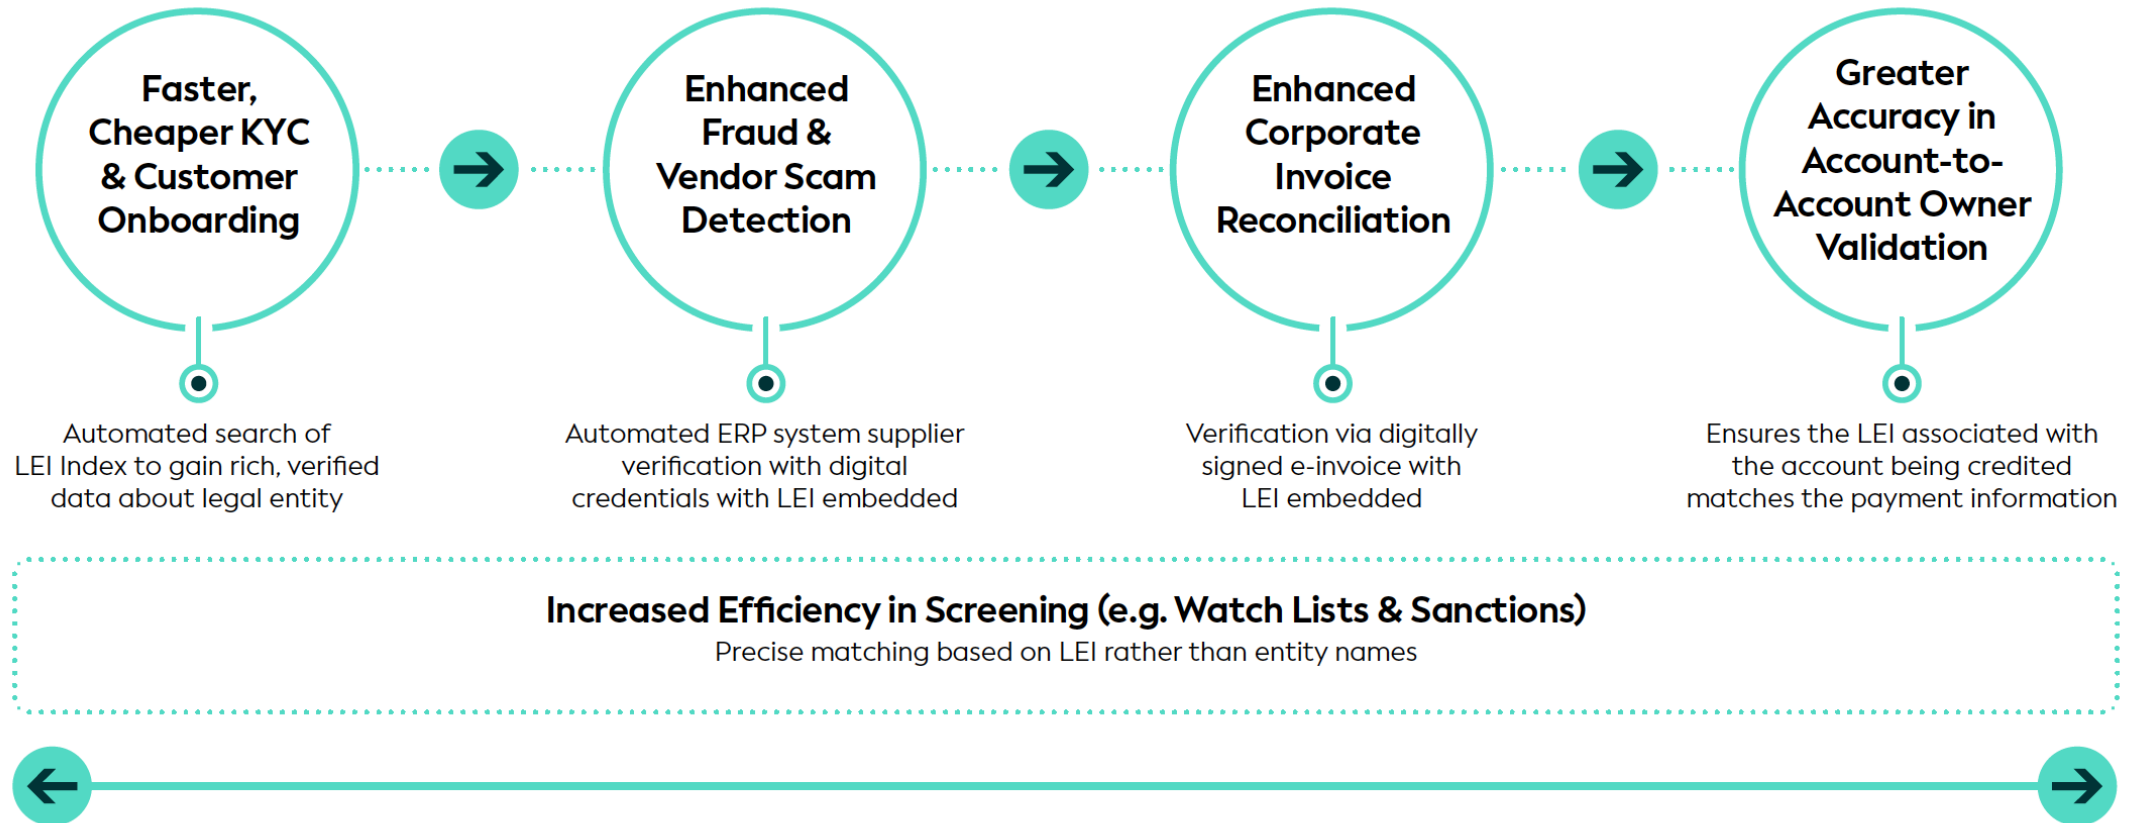 Faster,
Cheaper KYC
& Customer
Onboarding
Automated search of
LEI Index to gain rich, verified
data about legal entity
Enhanced
Fraud &
Vendor Scam
Detection
Automated ERP system supplier
verification with digital
credentials with LEI embedded
Enhanced
Corporate
Invoice
Reconciliation
Verification via digitally
signed e-invoice with
LEI embedded
Greater
Accuracy in
Account-to-
Account Owner
Validation
Ensures the LEI associated with
the account being credited
matches the payment information
Increased Efficiency in Screening (e.g. Watch Lists & Sanctions)
Precise matching based on LEI rather than entity names